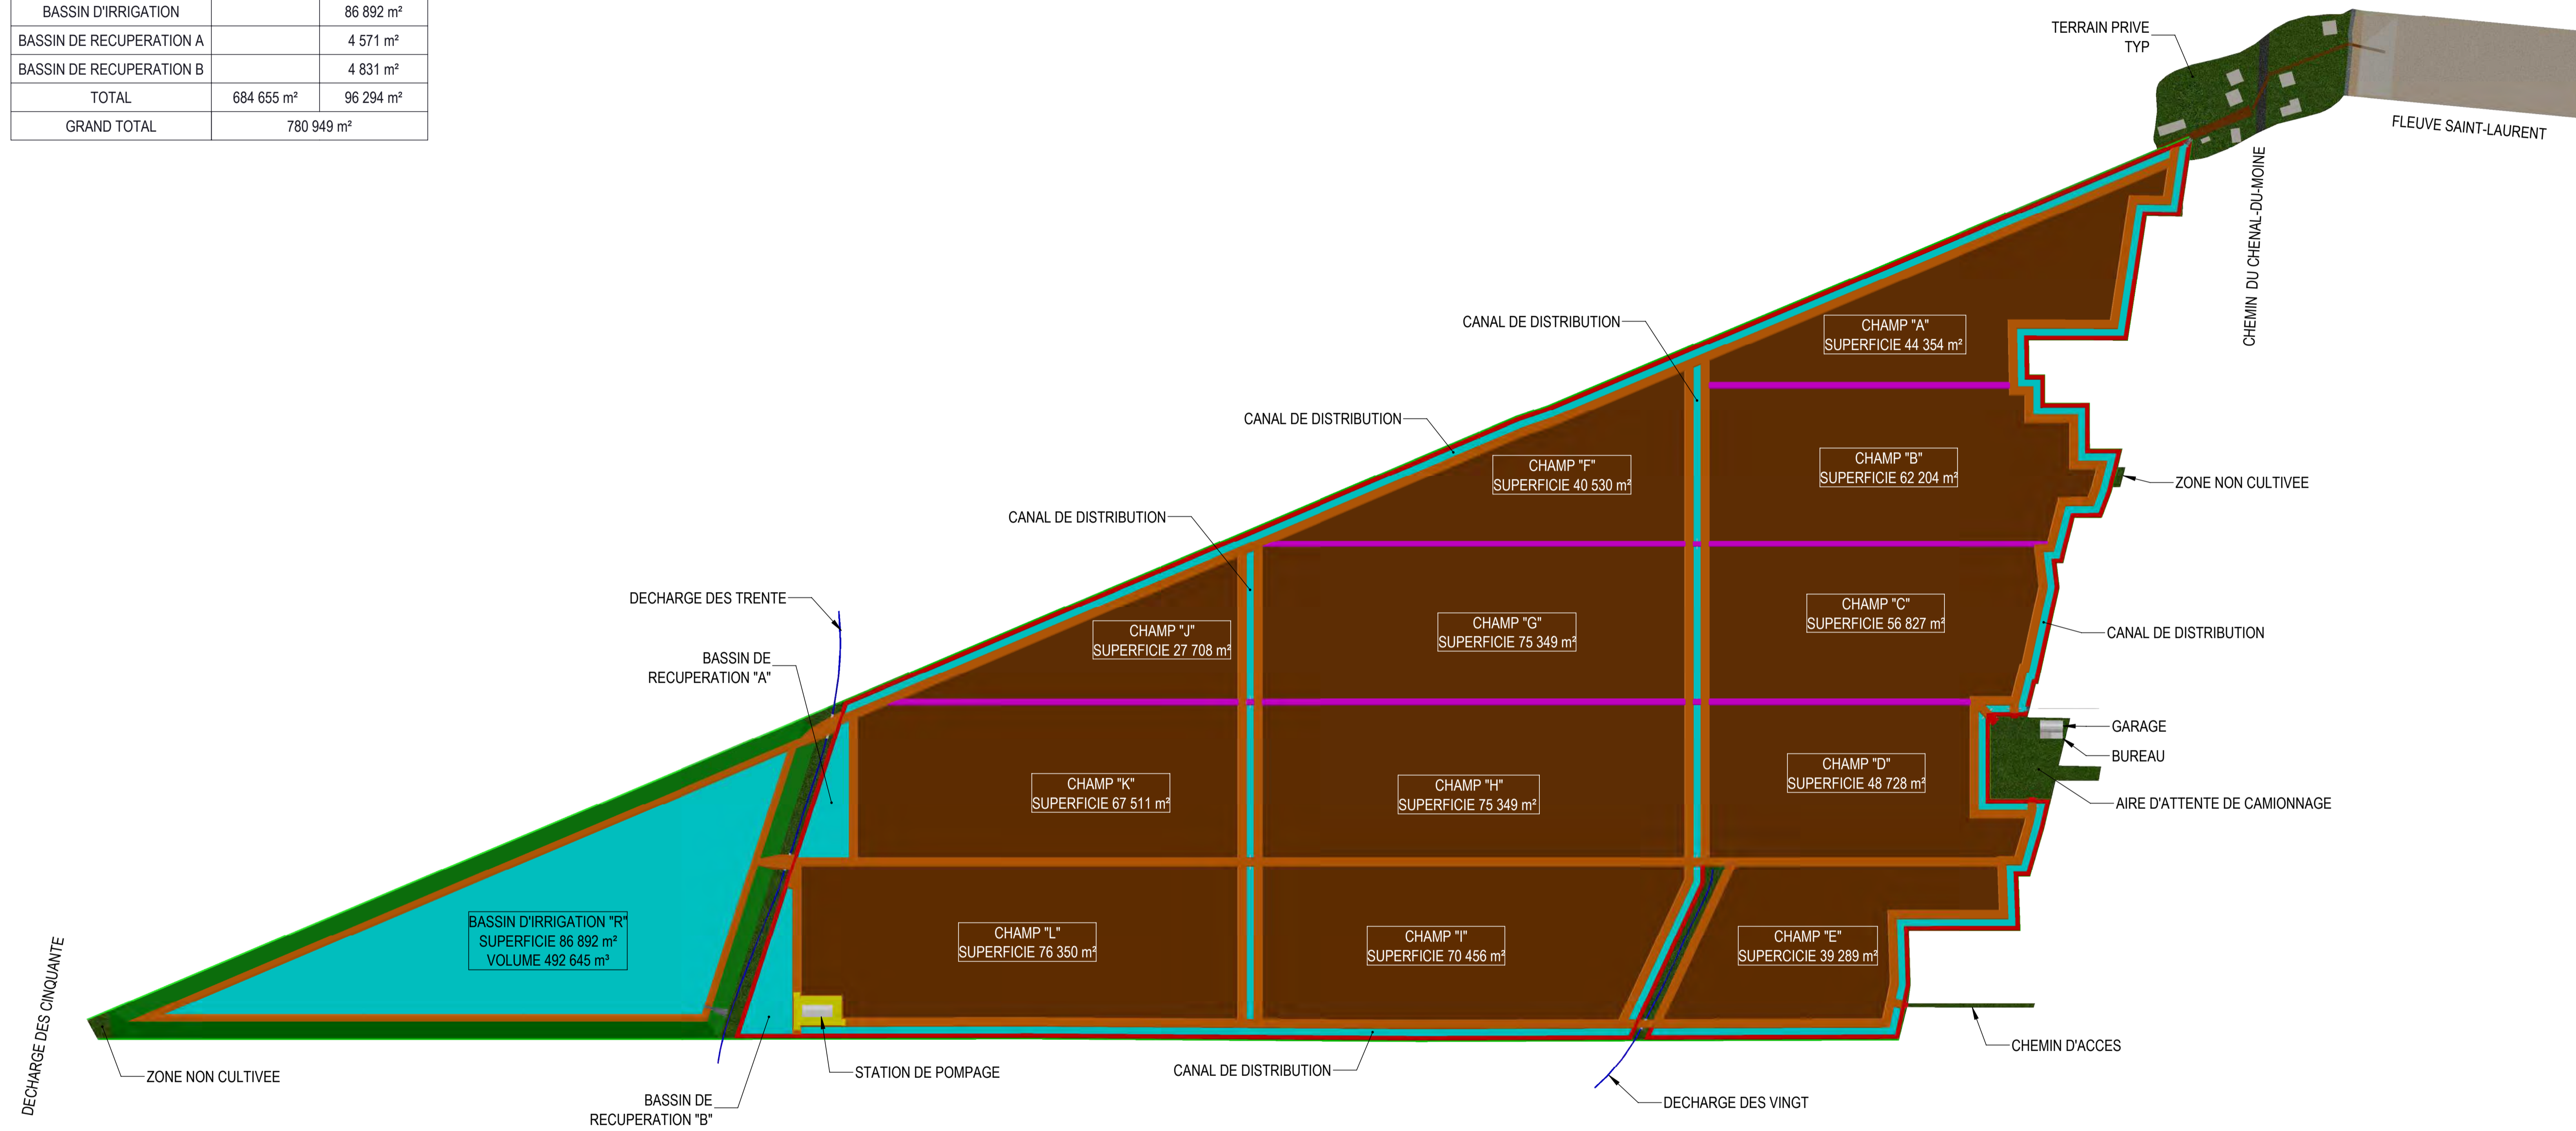 BASSIN D'IRRIGATION 86 892 m²
BASSIN DE RECUPERATION A 4 571 m²
BASSIN DE RECUPERATION B 4 831 m²
TOTAL 684 655 m² 96 294 m²
GRAND TOTAL 780 949 m²
TERRAIN PRIVE
TYP
FLEUVE SAINT-LAURENT
CHEMIN DU CHENAL-DU-MOINE
CANAL DE DISTRIBUTION
CHAMP "A"
SUPERFICIE 44 354 m²
CANAL DE DISTRIBUTION
CHAMP "F"
SUPERFICIE 40 530 m²
CHAMP "B"
SUPERFICIE 62 204 m²
ZONE NON CULTIVEE
CANAL DE DISTRIBUTION
DECHARGE DES TRENTE
CHAMP "J"
SUPERFICIE 27 708 m²
CHAMP "G"
SUPERFICIE 75 349 m²
CHAMP "C"
SUPERFICIE 56 827 m²
CANAL DE DISTRIBUTION
BASSIN DE
RECUPERATION "A"
GARAGE
BUREAU
CHAMP "K"
SUPERFICIE 67 511 m²
CHAMP "H"
SUPERFICIE 75 349 m²
CHAMP "D"
SUPERFICIE 48 728 m²
AIRE D'ATTENTE DE CAMIONNAGE
BASSIN D'IRRIGATION "R"
SUPERFICIE 86 892 m²
VOLUME 492 645 m³
CHAMP "L"
SUPERFICIE 76 350 m²
CHAMP "I"
SUPERFICIE 70 456 m²
CHAMP "E"
SUPERCICIE 39 289 m²
DECHARGE DES CINQUANTE
ZONE NON CULTIVEE
STATION DE POMPAGE
CANAL DE DISTRIBUTION
CHEMIN D'ACCES
BASSIN DE
RECUPERATION "B"
DECHARGE DES VINGT